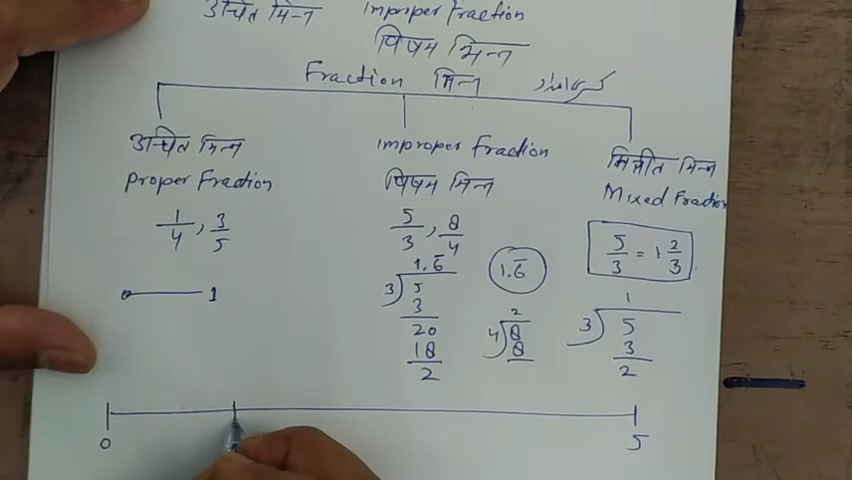 उचित भिन्न Improper Fraction
विषम भिन्न
Fraction भिन्न
उचित भिन्न
Proper Fraction
1/4, 3/5
0 1
Improper Fraction
विषम भिन्न
5/3, 8/4
1.6̅
3 5
3
20
18
2
1.6̅
2
4 8
8
मिश्रीत भिन्न
Mixed Fraction
5/3 = 1 2/3
1
3 5
3
2
0 5